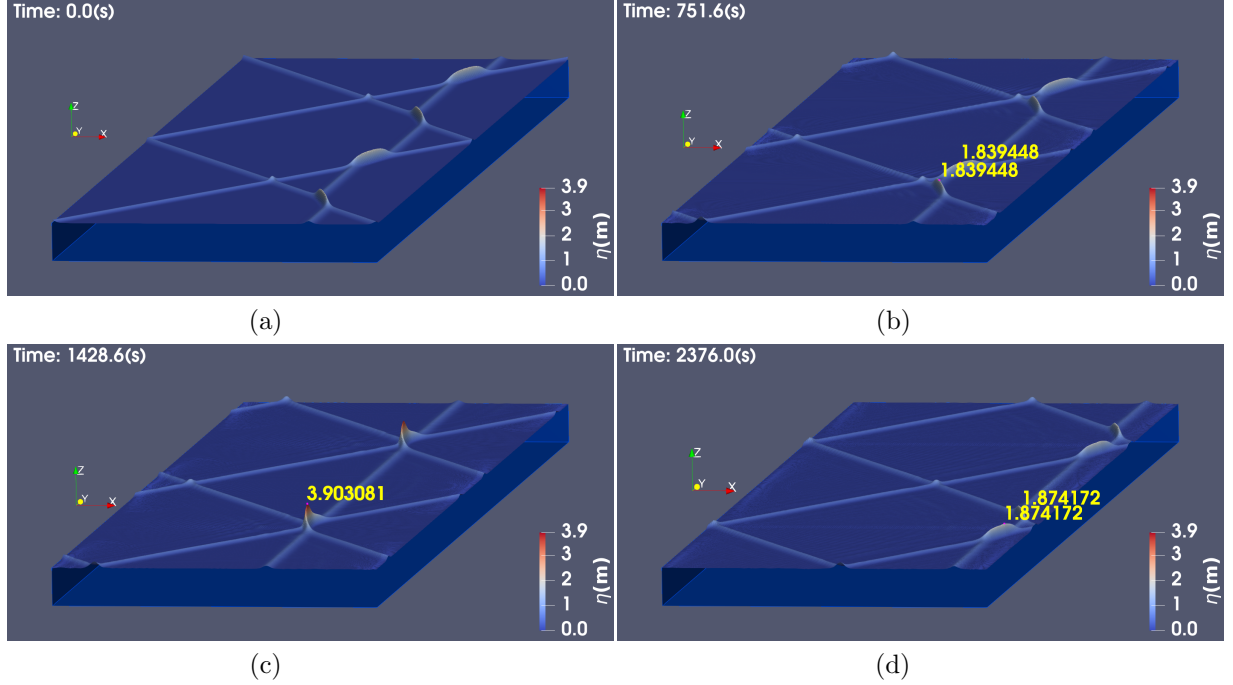 Time: 0.0(s)
Z
Y
X
3.9
3
2
1
0.0
η(m)
(a)
Time: 751.6(s)
Z
Y
X
1.839448
1.839448
3.9
3
2
1
0.0
η(m)
(b)
Time: 1428.6(s)
Z
Y
X
3.903081
3.9
3
2
1
0.0
η(m)
(c)
Time: 2376.0(s)
Z
Y
X
1.874172
1.874172
3.9
3
2
1
0.0
η(m)
(d)